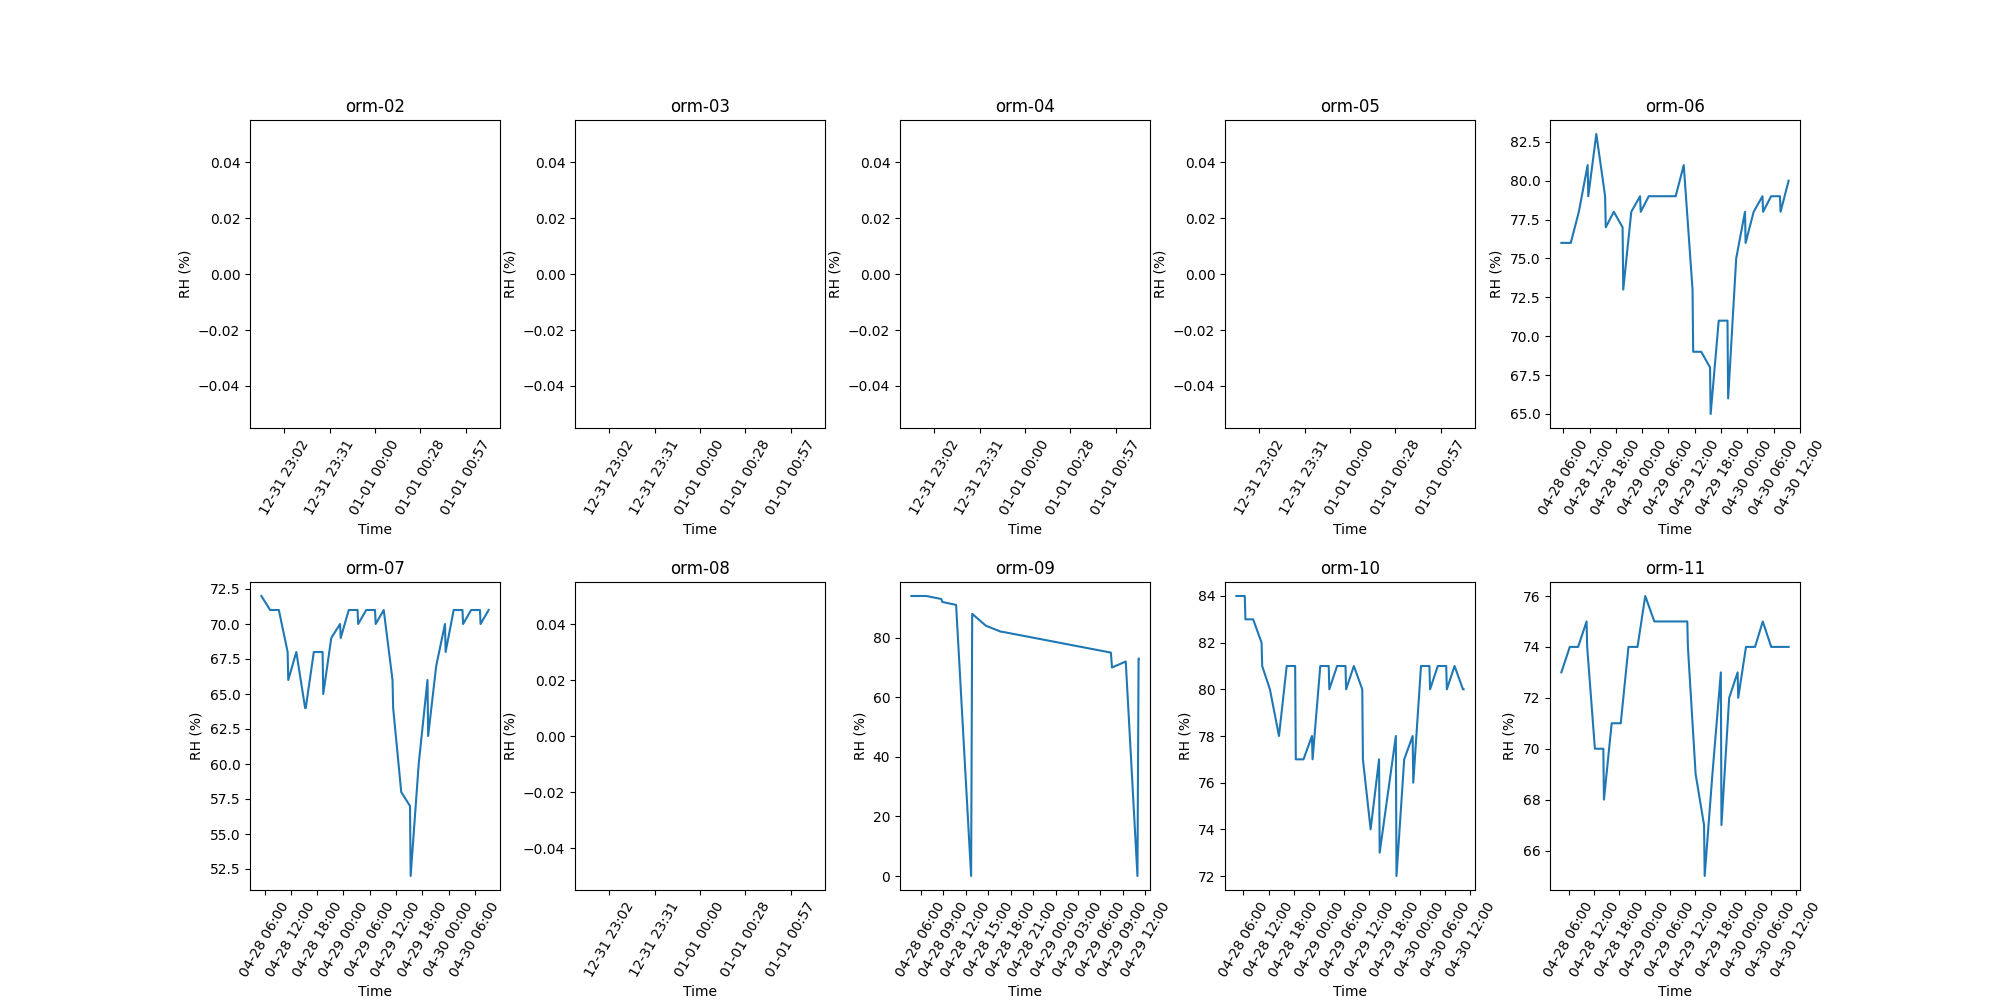 orm-02 orm-03 orm-04 orm-05 orm-06
RH (%) 0.04 0.02 0.00 −0.02 −0.04
12-31 23:02 12-31 23:31 01-01 00:00 01-01 00:28 01-01 00:57
Time
RH (%) 0.04 0.02 0.00 −0.02 −0.04
12-31 23:02 12-31 23:31 01-01 00:00 01-01 00:28 01-01 00:57
Time
RH (%) 0.04 0.02 0.00 −0.02 −0.04
12-31 23:02 12-31 23:31 01-01 00:00 01-01 00:28 01-01 00:57
Time
RH (%) 0.04 0.02 0.00 −0.02 −0.04
12-31 23:02 12-31 23:31 01-01 00:00 01-01 00:28 01-01 00:57
Time
RH (%) 82.5 80.0 77.5 75.0 72.5 70.0 67.5 65.0
04-28 06:00 04-28 12:00 04-28 18:00 04-29 00:00 04-29 06:00 04-29 12:00 04-29 18:00 04-30 00:00 04-30 06:00 04-30 12:00
Time
orm-07 orm-08 orm-09 orm-10 orm-11
RH (%) 72.5 70.0 67.5 65.0 62.5 60.0 57.5 55.0 52.5
04-28 06:00 04-28 12:00 04-28 18:00 04-29 00:00 04-29 06:00 04-29 12:00 04-29 18:00 04-30 00:00 04-30 06:00
Time
RH (%) 0.04 0.02 0.00 −0.02 −0.04
12-31 23:02 12-31 23:31 01-01 00:00 01-01 00:28 01-01 00:57
Time
RH (%) 80 60 40 20 0
04-28 06:00 04-28 09:00 04-28 12:00 04-28 15:00 04-28 18:00 04-28 21:00 04-29 00:00 04-29 03:00 04-29 06:00 04-29 09:00 04-29 12:00
Time
RH (%) 84 82 80 78 76 74 72
04-28 06:00 04-28 12:00 04-28 18:00 04-29 00:00 04-29 06:00 04-29 12:00 04-29 18:00 04-30 00:00 04-30 06:00 04-30 12:00
Time
RH (%) 76 74 72 70 68 66
04-28 06:00 04-28 12:00 04-28 18:00 04-29 00:00 04-29 06:00 04-29 12:00 04-29 18:00 04-30 00:00 04-30 06:00 04-30 12:00
Time